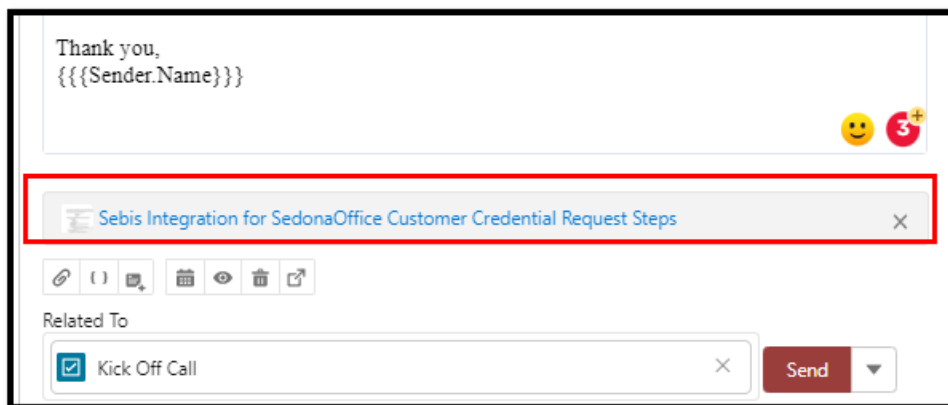 Thank you,
{{{Sender.Name}}}
3+
Sebis Integration for SedonaOffice Customer Credential Request Steps
Related To
Kick Off Call
Send